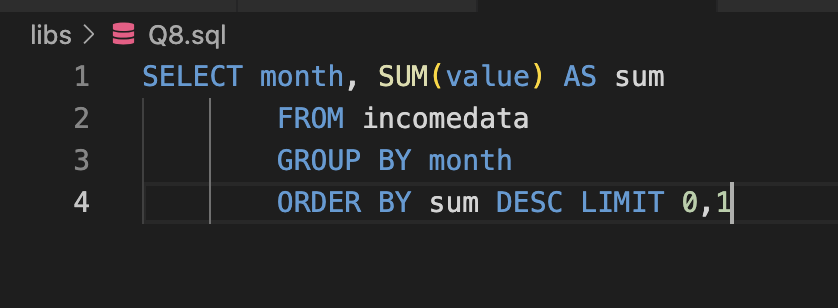 libs > Q8.sql
1 SELECT month, SUM(value) AS sum
2 FROM incomedata
3 GROUP BY month
4 ORDER BY sum DESC LIMIT 0,1